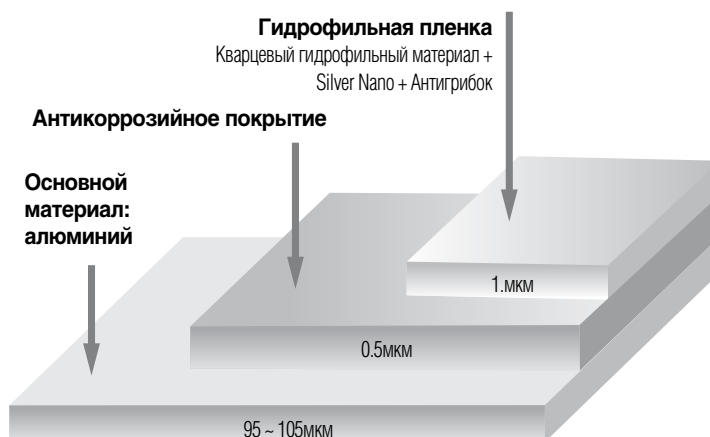 Гидрофильная пленка
Кварцевый гидрофильный материал +
Silver Nano + Антигрибок
Антикоррозийное покрытие
Основной
материал:
алюминий
1.мкм
0.5мкм
95 ~ 105мкм